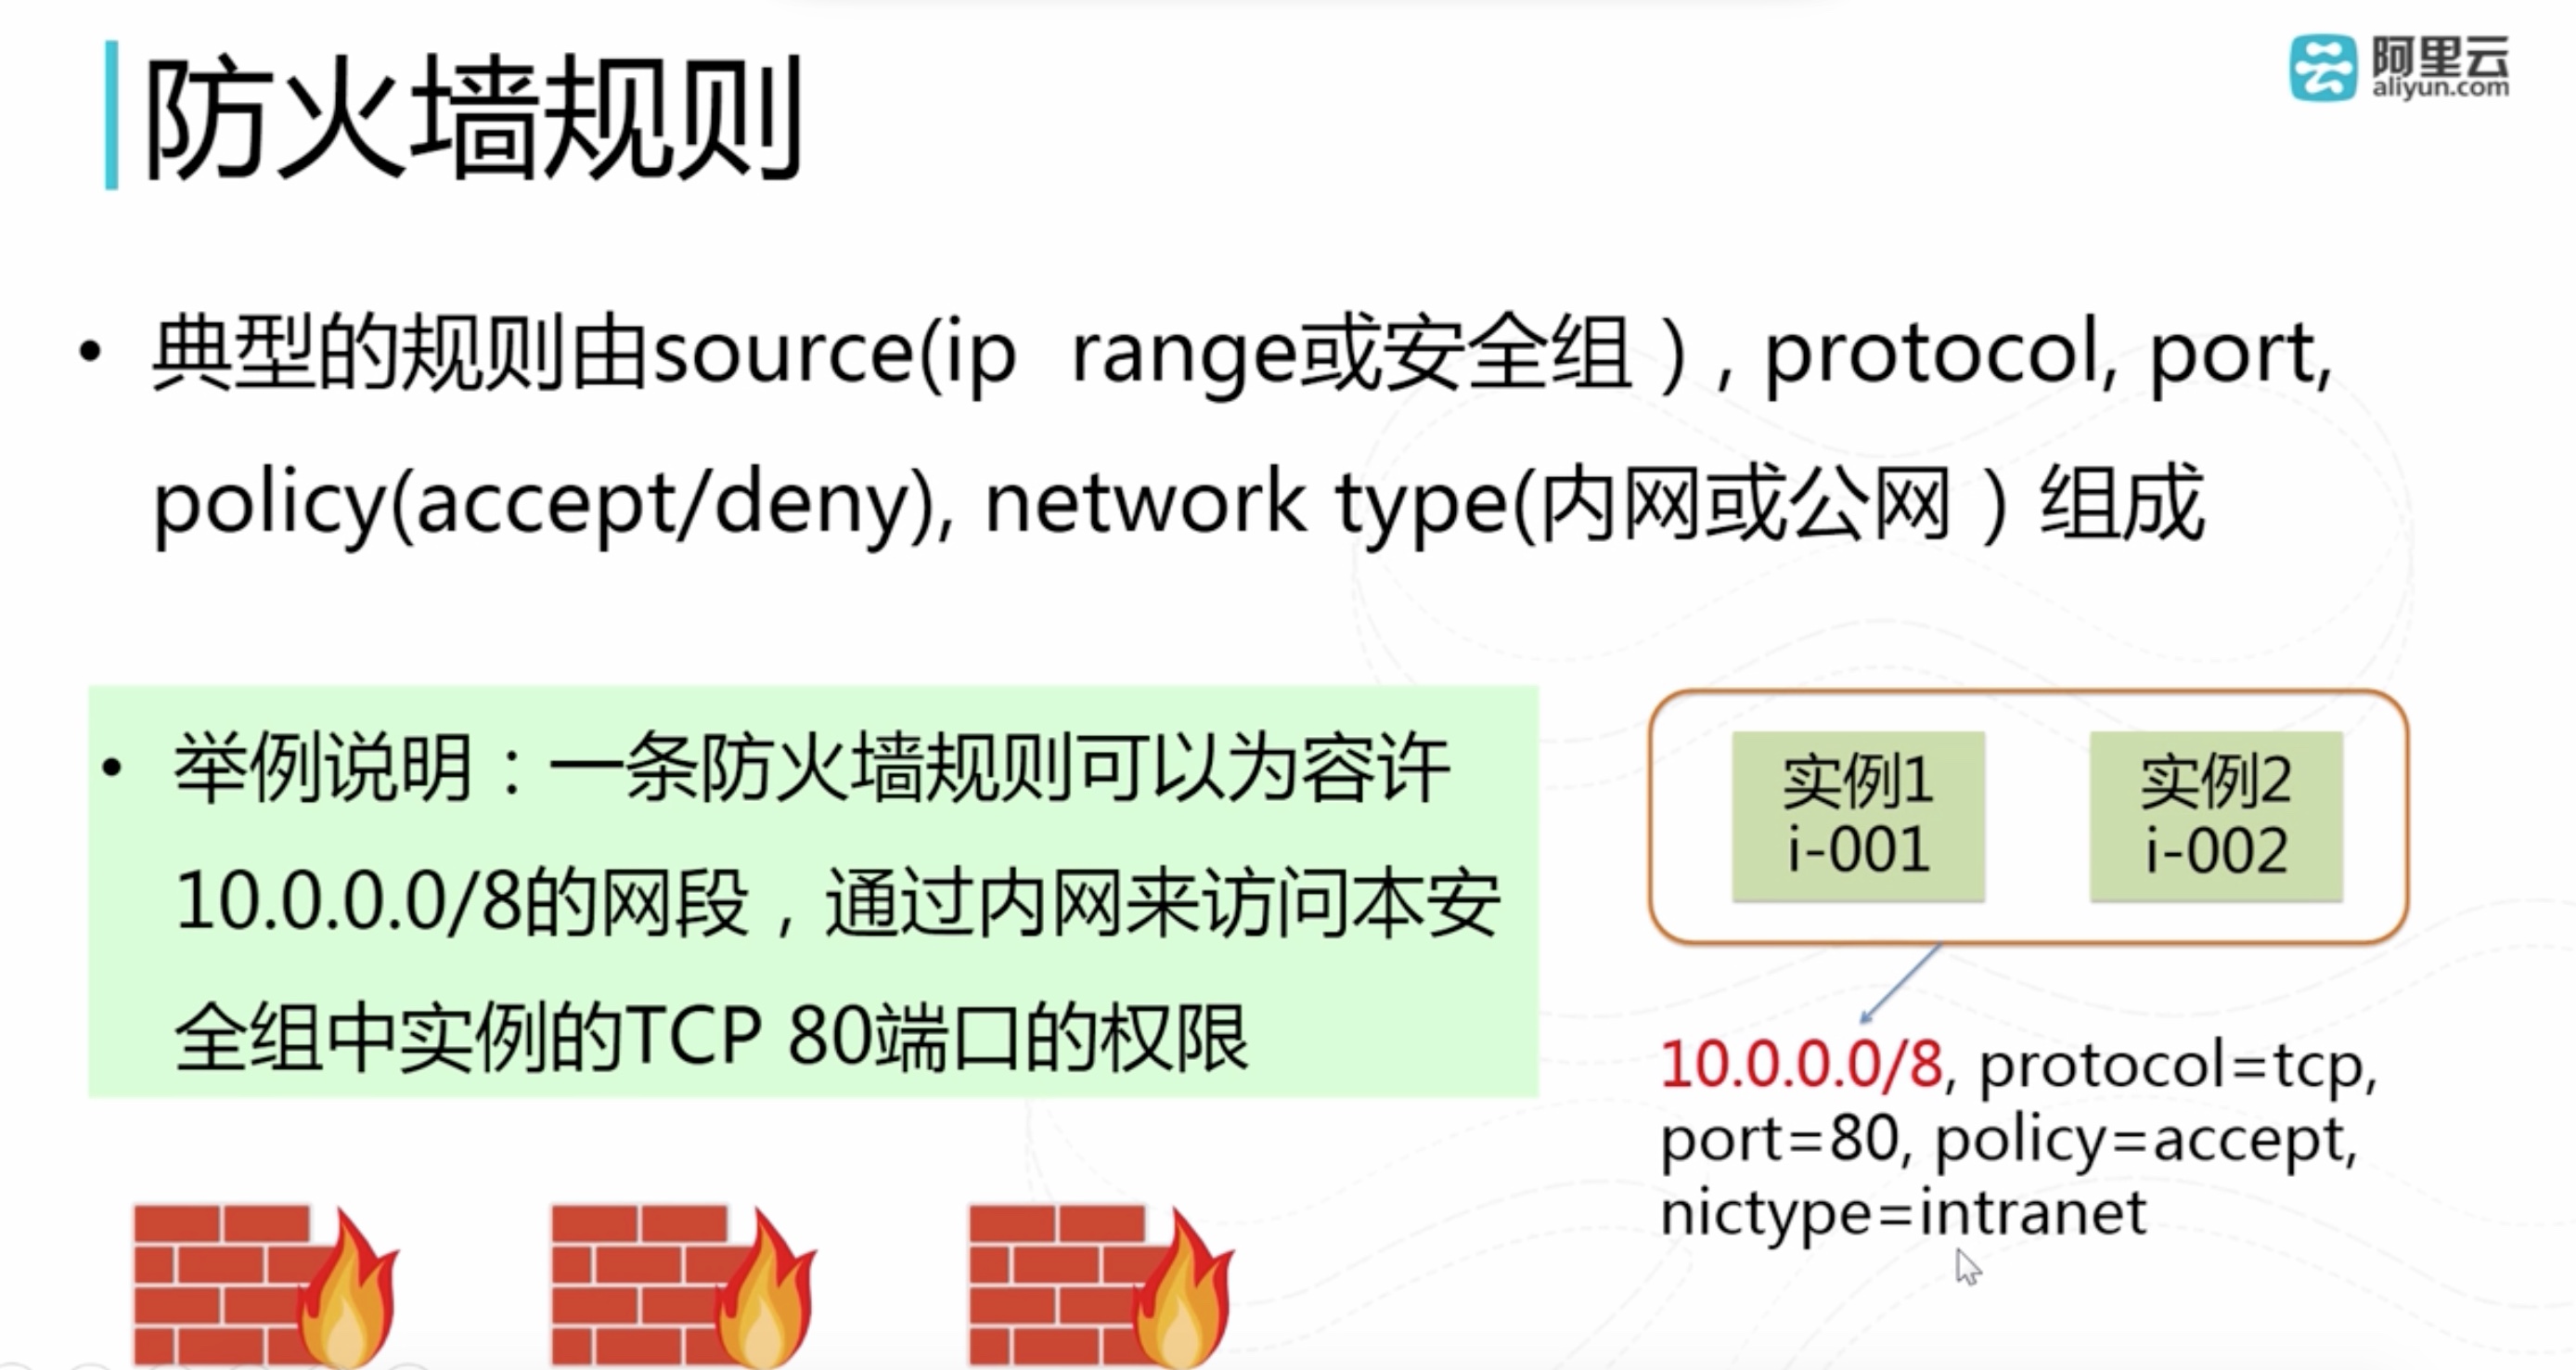 防火墙规则
阿里云
aliyun.com
• 典型的规则由source(ip  range或安全组）, protocol, port,
policy(accept/deny), network type(内网或公网）组成
• 举例说明：一条防火墙规则可以为容许
10.0.0.0/8的网段，通过内网来访问本安
全组中实例的TCP 80端口的权限
实例1
i-001
实例2
i-002
10.0.0.0/8, protocol=tcp,
port=80, policy=accept,
nictype=intranet